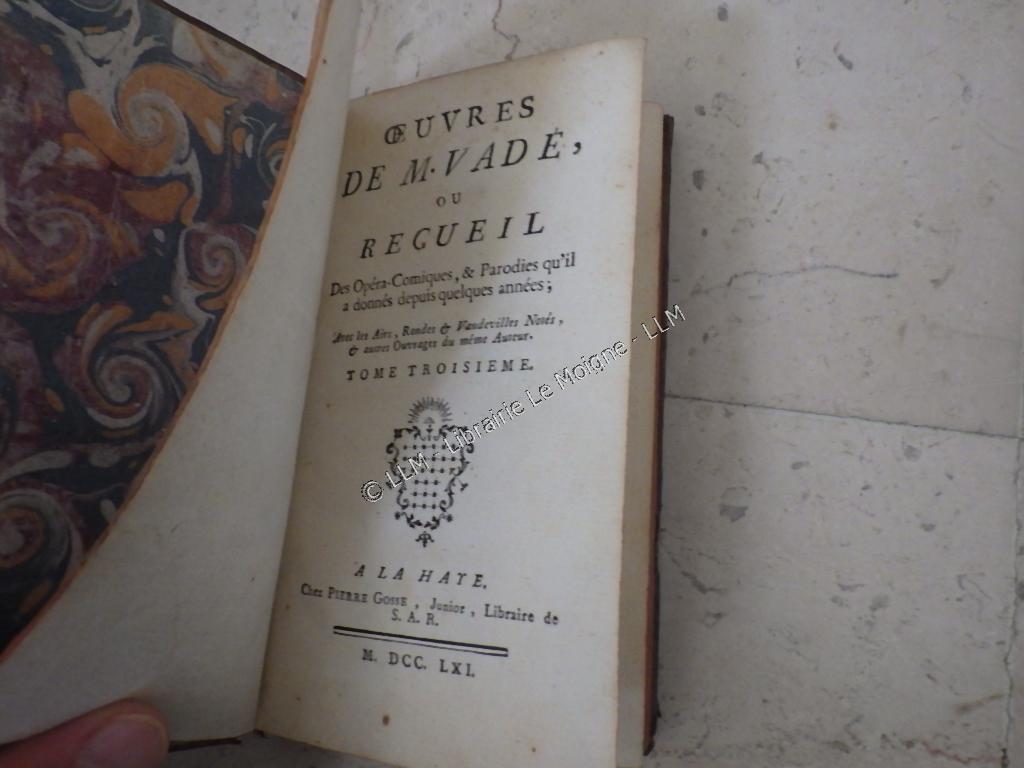 ŒUVRES
DE M. VADÉ,
OU
RECUEIL
Des Opéra-Comiques, & Parodies qu'il
a donnés depuis quelques années;
Avec les Airs, Rondes & Vaudevilles Notés,
& autres Ouvrages du même Auteur.
TOME TROISIEME.
© LLM - Librairie Le Moigne - LLM
A LA HAYE,
Chez PIERRE GOSSE, Junior, Libraire de
S. A. R.
M. DCC. LXI.